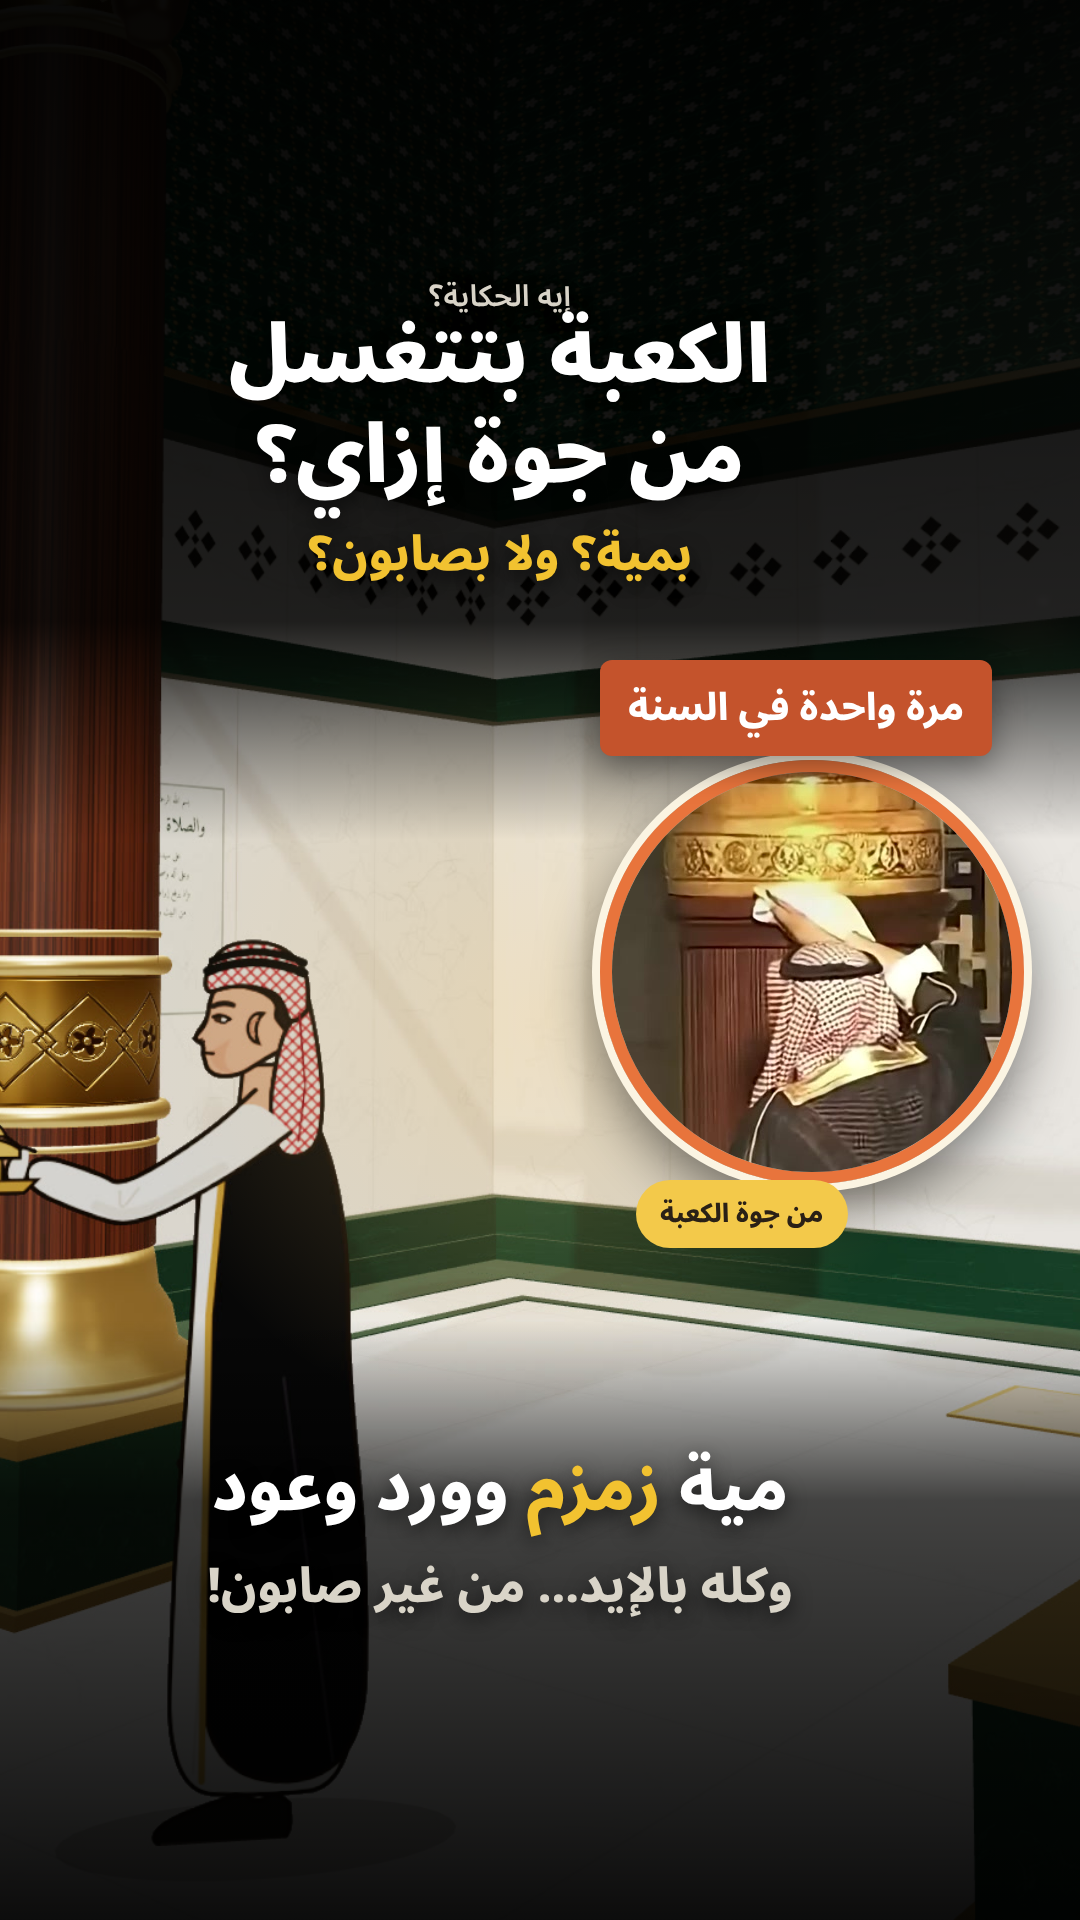 إيه الحكاية؟
الكعبة بتتغسل
من جوة إزاي؟
بمية؟ ولا بصابون؟
مرة واحدة في السنة
والصلاة
من جوة الكعبة
مية زمزم وورد وعود
وكله بالإيد... من غير صابون!